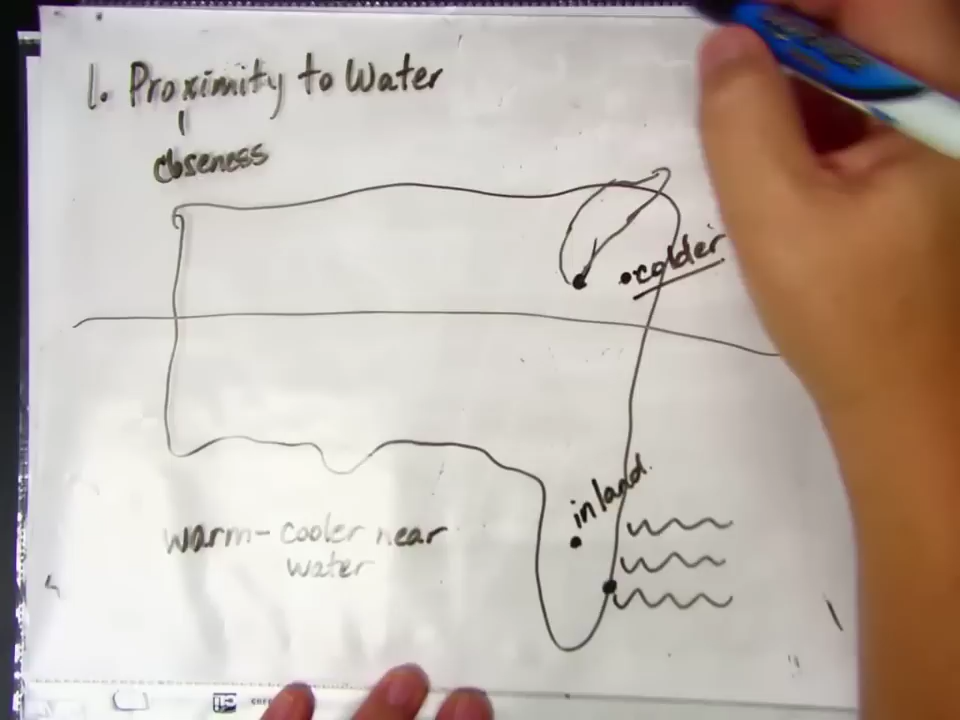 1. Proximity to Water
closeness
colder
inland.
warm - cooler near
water